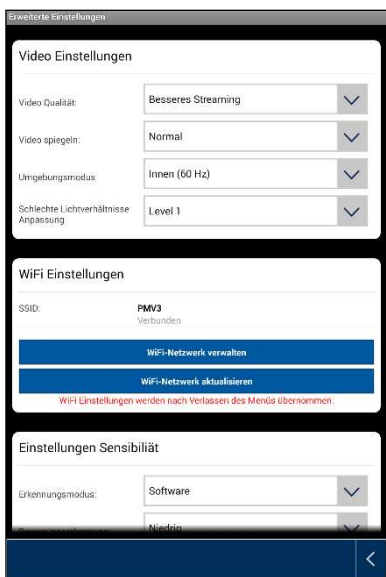 Erweiterte Einstellungen
Video Einstellungen
Video Qualität: Besseres Streaming
Video spiegeln: Normal
Umgebungsmodus: Innen (60 Hz)
Schlechte Lichtverhältnisse
Anpassung Level 1
WiFi Einstellungen
SSID: PMV3
Verbunden
WiFi-Netzwerk verwalten
WiFi-Netzwerk aktualisieren
WiFi Einstellungen werden nach Verlassen des Menüs übernommen.
Einstellungen Sensibiliät
Erkennungsmodus: Software
Niedrig